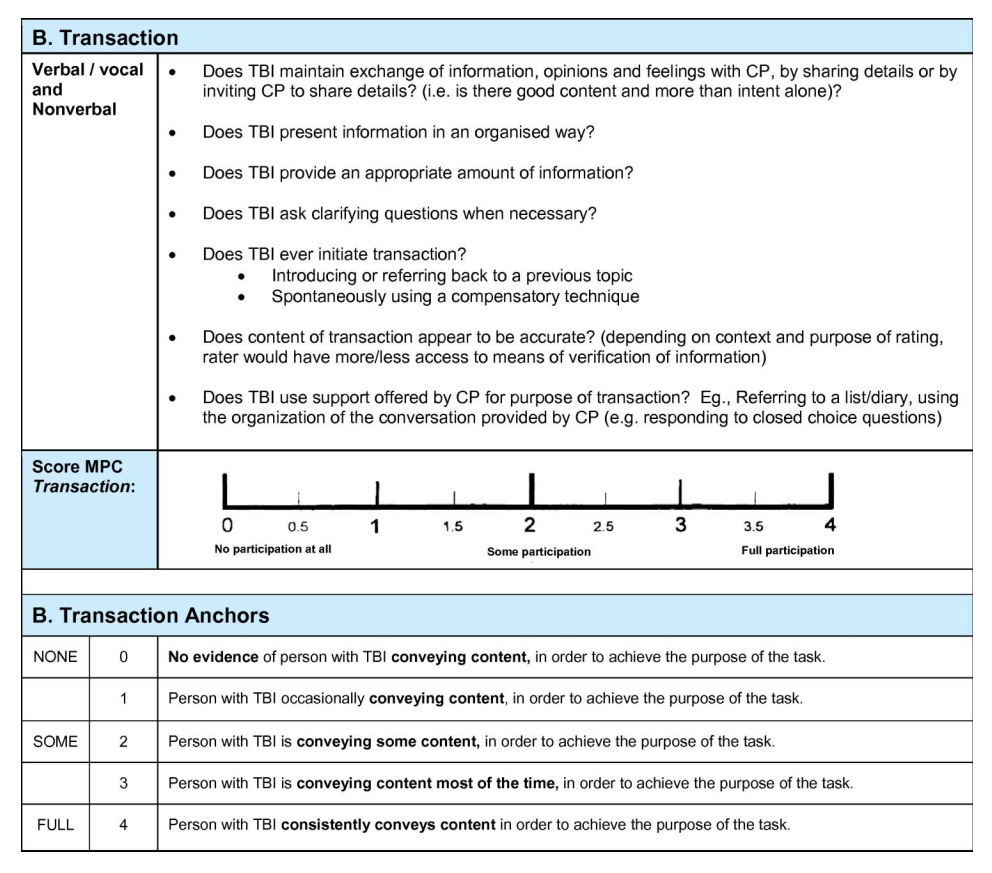 B. Transaction
Verbal / vocal
and
Nonverbal
• Does TBI maintain exchange of information, opinions and feelings with CP, by sharing details or by
inviting CP to share details? (i.e. is there good content and more than intent alone)?
• Does TBI present information in an organised way?
• Does TBI provide an appropriate amount of information?
• Does TBI ask clarifying questions when necessary?
• Does TBI ever initiate transaction?
• Introducing or referring back to a previous topic
• Spontaneously using a compensatory technique
• Does content of transaction appear to be accurate? (depending on context and purpose of rating,
rater would have more/less access to means of verification of information)
• Does TBI use support offered by CP for purpose of transaction? Eg., Referring to a list/diary, using
the organization of the conversation provided by CP (e.g. responding to closed choice questions)
Score MPC
Transaction:
0 0.5 1 1.5 2 2.5 3 3.5 4
No participation at all Some participation Full participation
B. Transaction Anchors
NONE 0 No evidence of person with TBI conveying content, in order to achieve the purpose of the task.
1 Person with TBI occasionally conveying content, in order to achieve the purpose of the task.
SOME 2 Person with TBI is conveying some content, in order to achieve the purpose of the task.
3 Person with TBI is conveying content most of the time, in order to achieve the purpose of the task.
FULL 4 Person with TBI consistently conveys content in order to achieve the purpose of the task.